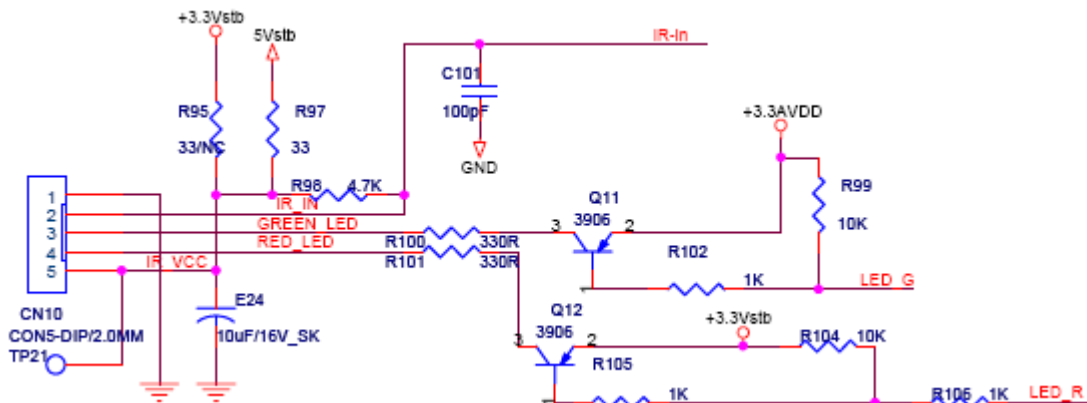 +3.3Vstb
5Vstb
IR-In
C101
100pF
GND
R95
33/NC
R97
33
+3.3AVDD
R98 4.7K
1
2
3
4
5
IR_IN
GREEN_LED
RED_LED
IR_VCC
R100 330R
R101 330R
Q11
3906
3 2
1
R99
10K
R102
1K
LED_G
CN10
CON5-DIP/2.0MM
TP21
E24
10uF/16V_SK
Q12
3906
3 2
1
+3.3Vstb
R104 10K
R105
1K
R106 1K
LED_R